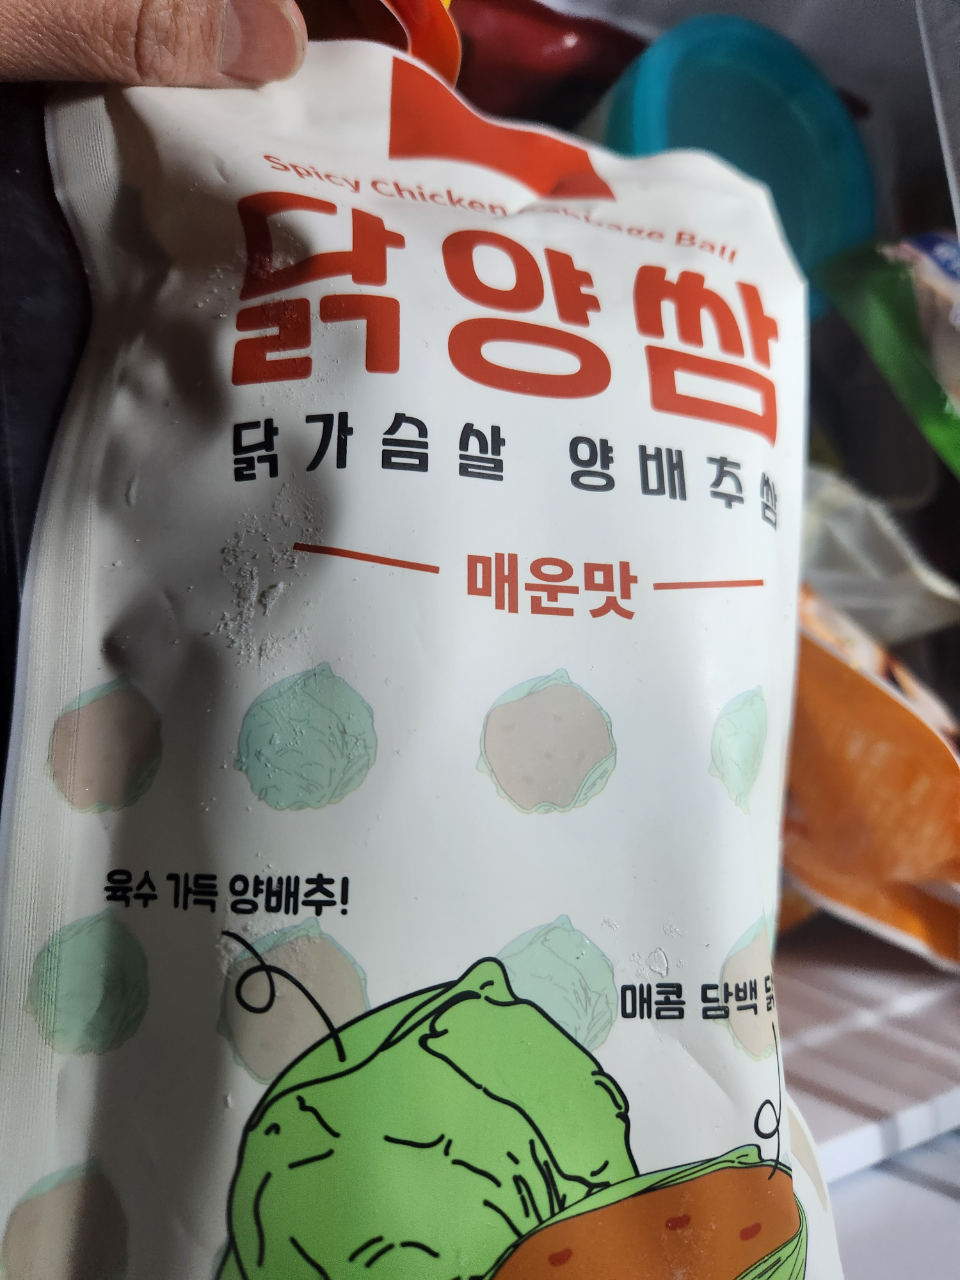 Spicy Chicken Cabbage Ball
닭양쌈
닭가슴살 양배추쌈
매운맛
육수 가득 양배추!
매콤 담백